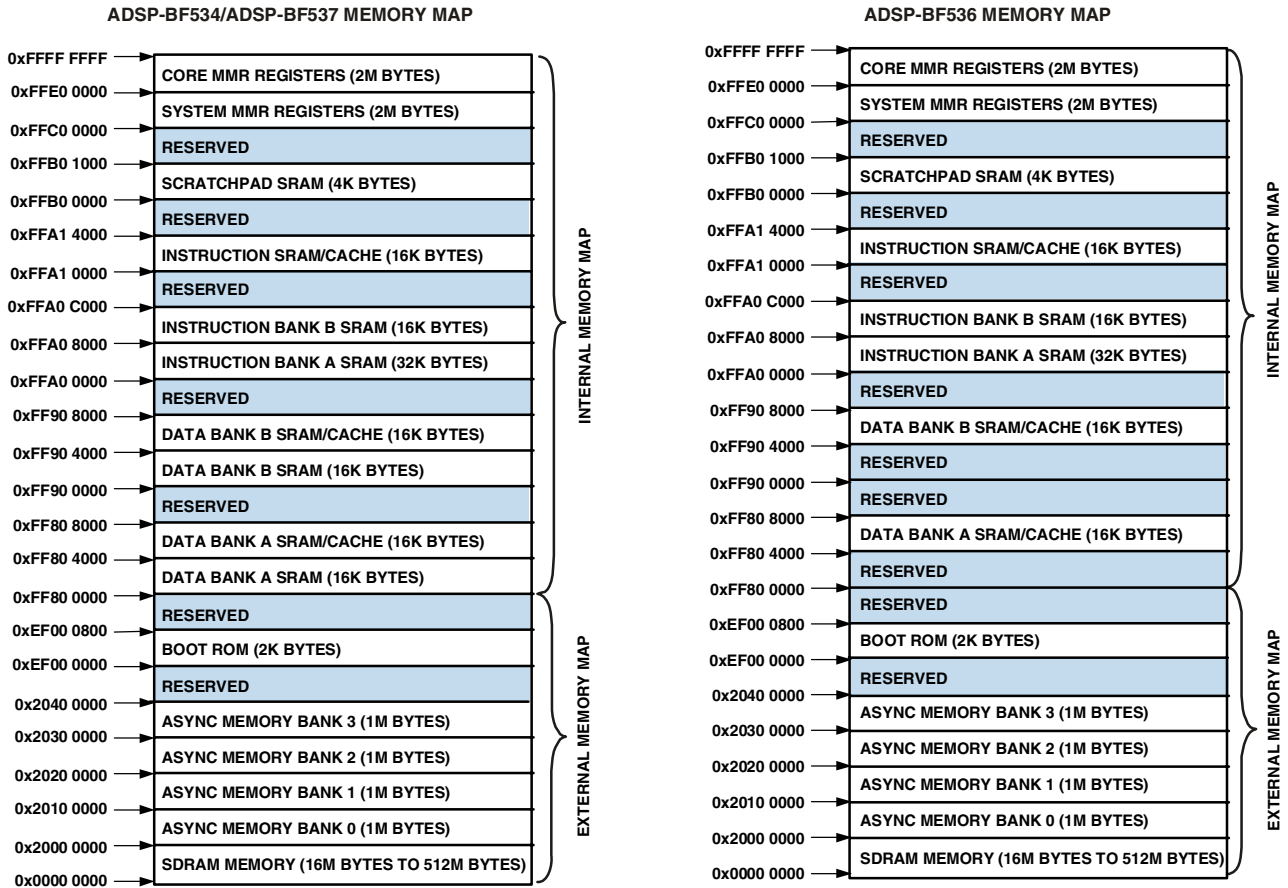 ADSP-BF534/ADSP-BF537 MEMORY MAP
0xFFFF FFFF
CORE MMR REGISTERS (2M BYTES)
0xFFE0 0000
SYSTEM MMR REGISTERS (2M BYTES)
0xFFC0 0000
RESERVED
0xFFB0 1000
SCRATCHPAD SRAM (4K BYTES)
0xFFB0 0000
RESERVED
0xFFA1 4000
INSTRUCTION SRAM/CACHE (16K BYTES)
0xFFA1 0000
RESERVED
0xFFA0 C000
INSTRUCTION BANK B SRAM (16K BYTES)
0xFFA0 8000
INSTRUCTION BANK A SRAM (32K BYTES)
0xFFA0 0000
RESERVED
0xFF90 8000
DATA BANK B SRAM/CACHE (16K BYTES)
0xFF90 4000
DATA BANK B SRAM (16K BYTES)
0xFF90 0000
RESERVED
0xFF80 8000
DATA BANK A SRAM/CACHE (16K BYTES)
0xFF80 4000
DATA BANK A SRAM (16K BYTES)
0xFF80 0000
RESERVED
0xEF00 0800
BOOT ROM (2K BYTES)
0xEF00 0000
RESERVED
0x2040 0000
ASYNC MEMORY BANK 3 (1M BYTES)
0x2030 0000
ASYNC MEMORY BANK 2 (1M BYTES)
0x2020 0000
ASYNC MEMORY BANK 1 (1M BYTES)
0x2010 0000
ASYNC MEMORY BANK 0 (1M BYTES)
0x2000 0000
SDRAM MEMORY (16M BYTES TO 512M BYTES)
0x0000 0000
INTERNAL MEMORY MAP
EXTERNAL MEMORY MAP
ADSP-BF536 MEMORY MAP
0xFFFF FFFF
CORE MMR REGISTERS (2M BYTES)
0xFFE0 0000
SYSTEM MMR REGISTERS (2M BYTES)
0xFFC0 0000
RESERVED
0xFFB0 1000
SCRATCHPAD SRAM (4K BYTES)
0xFFB0 0000
RESERVED
0xFFA1 4000
INSTRUCTION SRAM/CACHE (16K BYTES)
0xFFA1 0000
RESERVED
0xFFA0 C000
INSTRUCTION BANK B SRAM (16K BYTES)
0xFFA0 8000
INSTRUCTION BANK A SRAM (32K BYTES)
0xFFA0 0000
RESERVED
0xFF90 8000
DATA BANK B SRAM/CACHE (16K BYTES)
0xFF90 4000
RESERVED
0xFF90 0000
RESERVED
0xFF80 8000
DATA BANK A SRAM/CACHE (16K BYTES)
0xFF80 4000
RESERVED
0xFF80 0000
RESERVED
0xEF00 0800
BOOT ROM (2K BYTES)
0xEF00 0000
RESERVED
0x2040 0000
ASYNC MEMORY BANK 3 (1M BYTES)
0x2030 0000
ASYNC MEMORY BANK 2 (1M BYTES)
0x2020 0000
ASYNC MEMORY BANK 1 (1M BYTES)
0x2010 0000
ASYNC MEMORY BANK 0 (1M BYTES)
0x2000 0000
SDRAM MEMORY (16M BYTES TO 512M BYTES)
0x0000 0000
INTERNAL MEMORY MAP
EXTERNAL MEMORY MAP